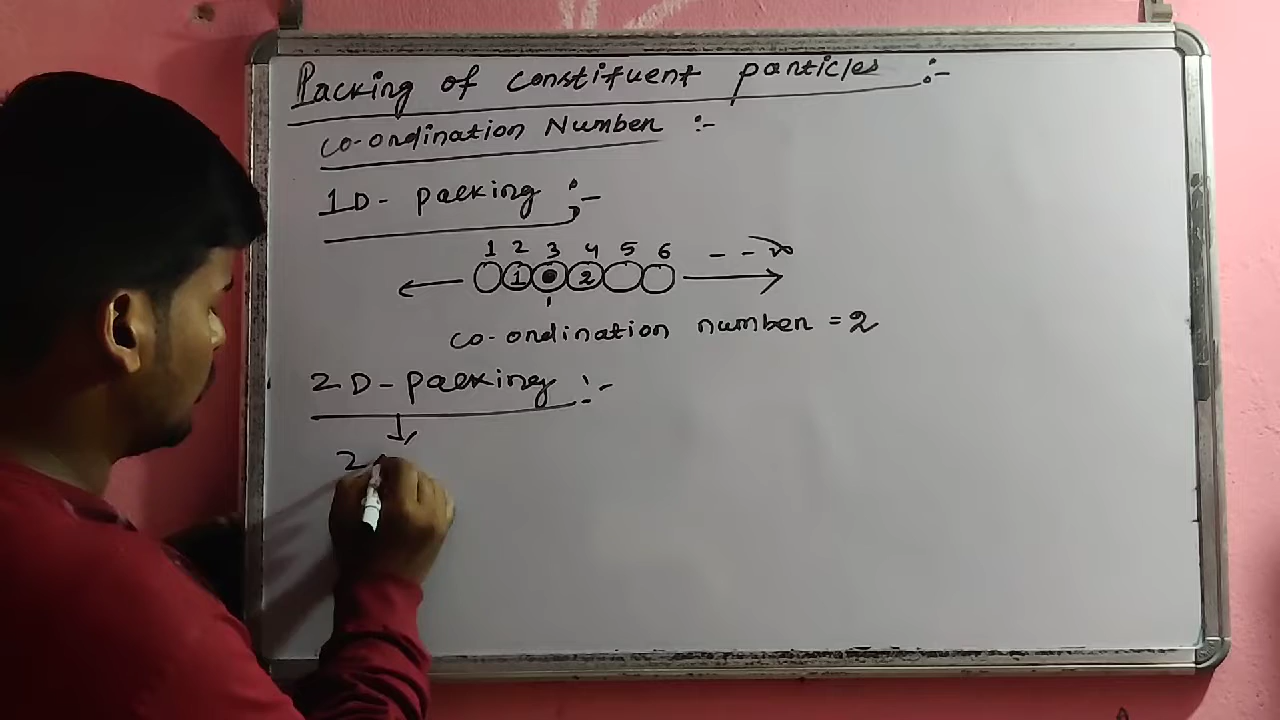 Packing of constituent particles :-
co-ordination Number :-
1D- packing :-
1 2 3 4 5 6 - - ∞
1 2
co-ordination number = 2
2D-packing :-
2